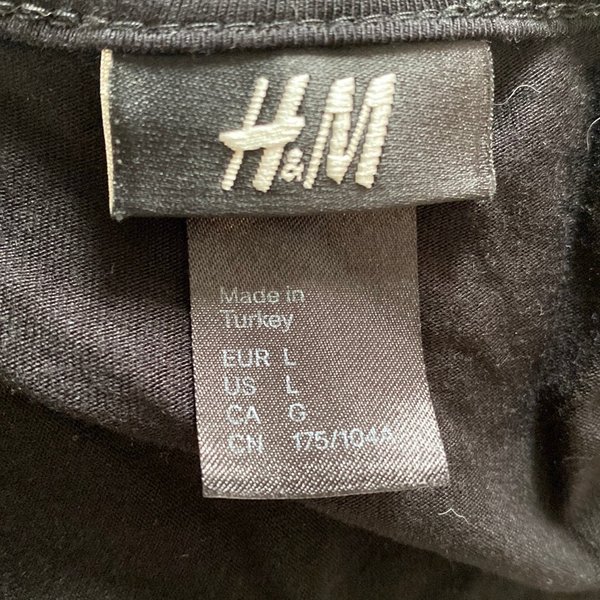 H&M
Made in
Turkey
EUR L
US L
CA G
CN 175/104A